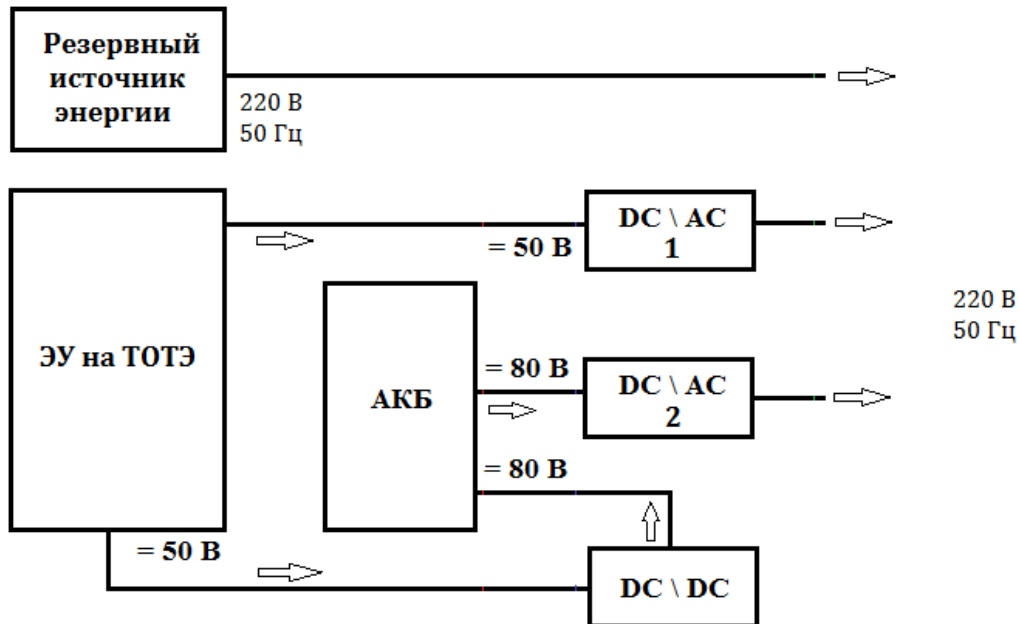 Резервный
источник
энергии
220 В
50 Гц
DC \ AC
1
= 50 В
220 В
50 Гц
ЭУ на ТОТЭ
АКБ
= 80 В
DC \ AC
2
= 80 В
= 50 В
DC \ DC